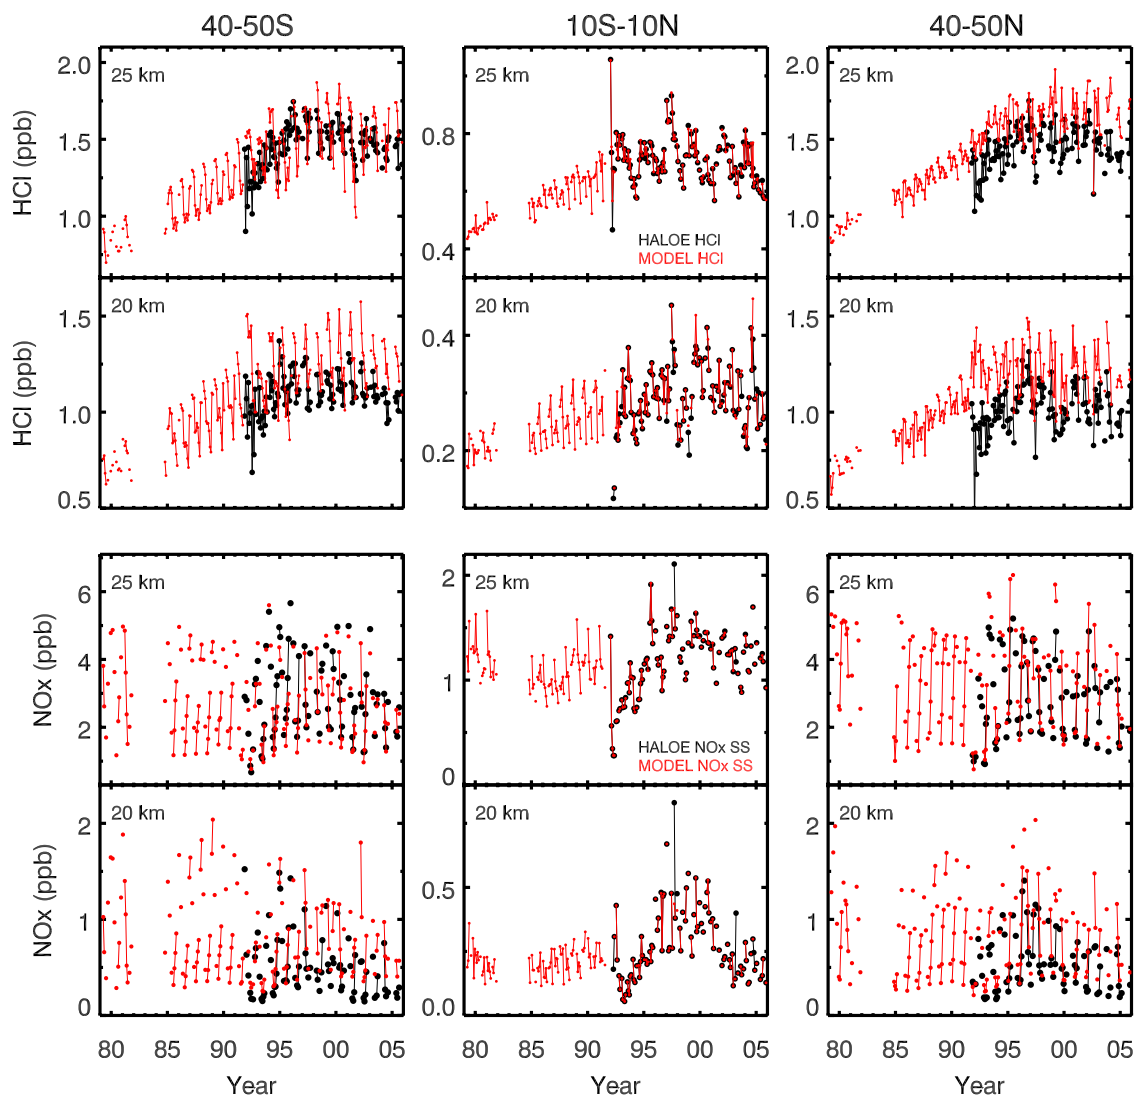 40-50S 10S-10N 40-50N
2.0 25 km 25 km 2.0 25 km
HCl (ppb) 1.5 0.8 1.5
1.0 1.0
0.4 HALOE HCl
MODEL HCl
20 km 20 km 20 km
1.5 0.4 1.5
HCl (ppb) 1.0 0.2 1.0
0.5 0.5
25 km 2 25 km 25 km
6 6
NOx (ppb) 4 1 4
2 HALOE NOx SS 2
0 MODEL NOx SS
20 km 20 km 20 km
2 2
NOx (ppb) 1 0.5 1
0 0.0 0
80 85 90 95 00 05 80 85 90 95 00 05 80 85 90 95 00 05
Year Year Year